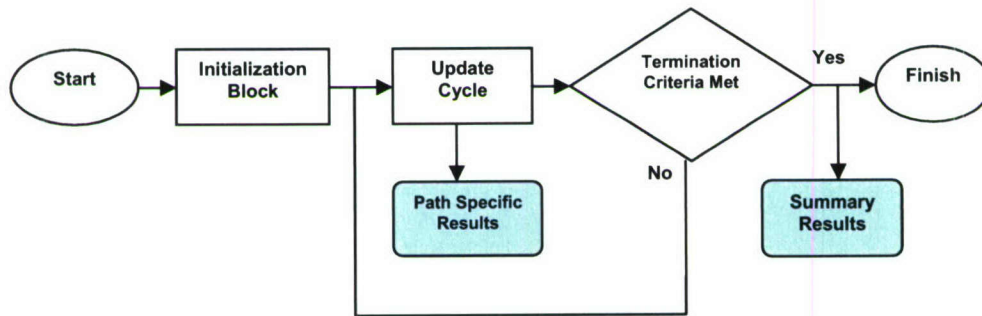 Start
Initialization
Block
Update
Cycle
Termination
Criteria Met
Yes
Finish
No
Path Specific
Results
Summary
Results